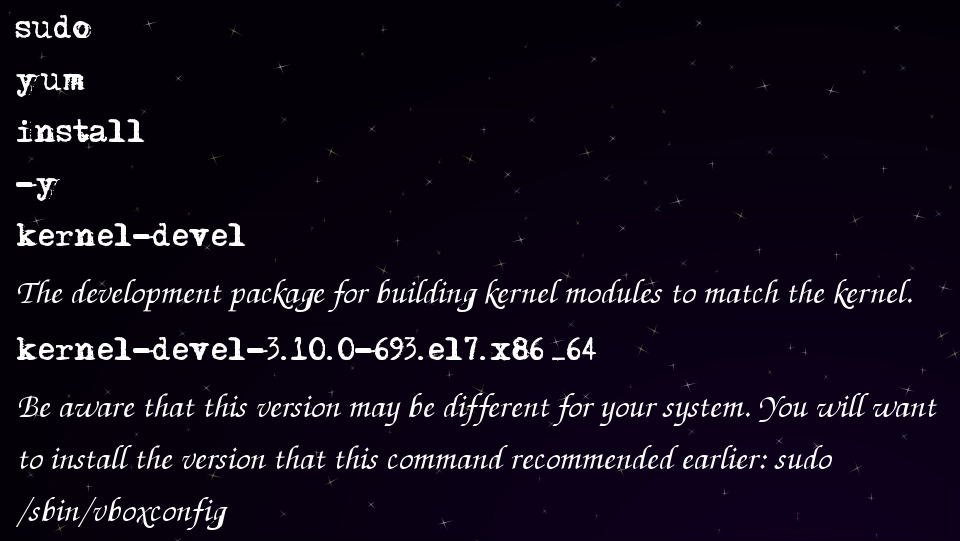 sudo
yum
install
-y
kernel-devel
The development package for building kernel modules to match the kernel.
kernel-devel-3.10.0-693.el7.x86_64
Be aware that this version may be different for your system. You will want
to install the version that this command recommended earlier: sudo
/sbin/vboxconfig